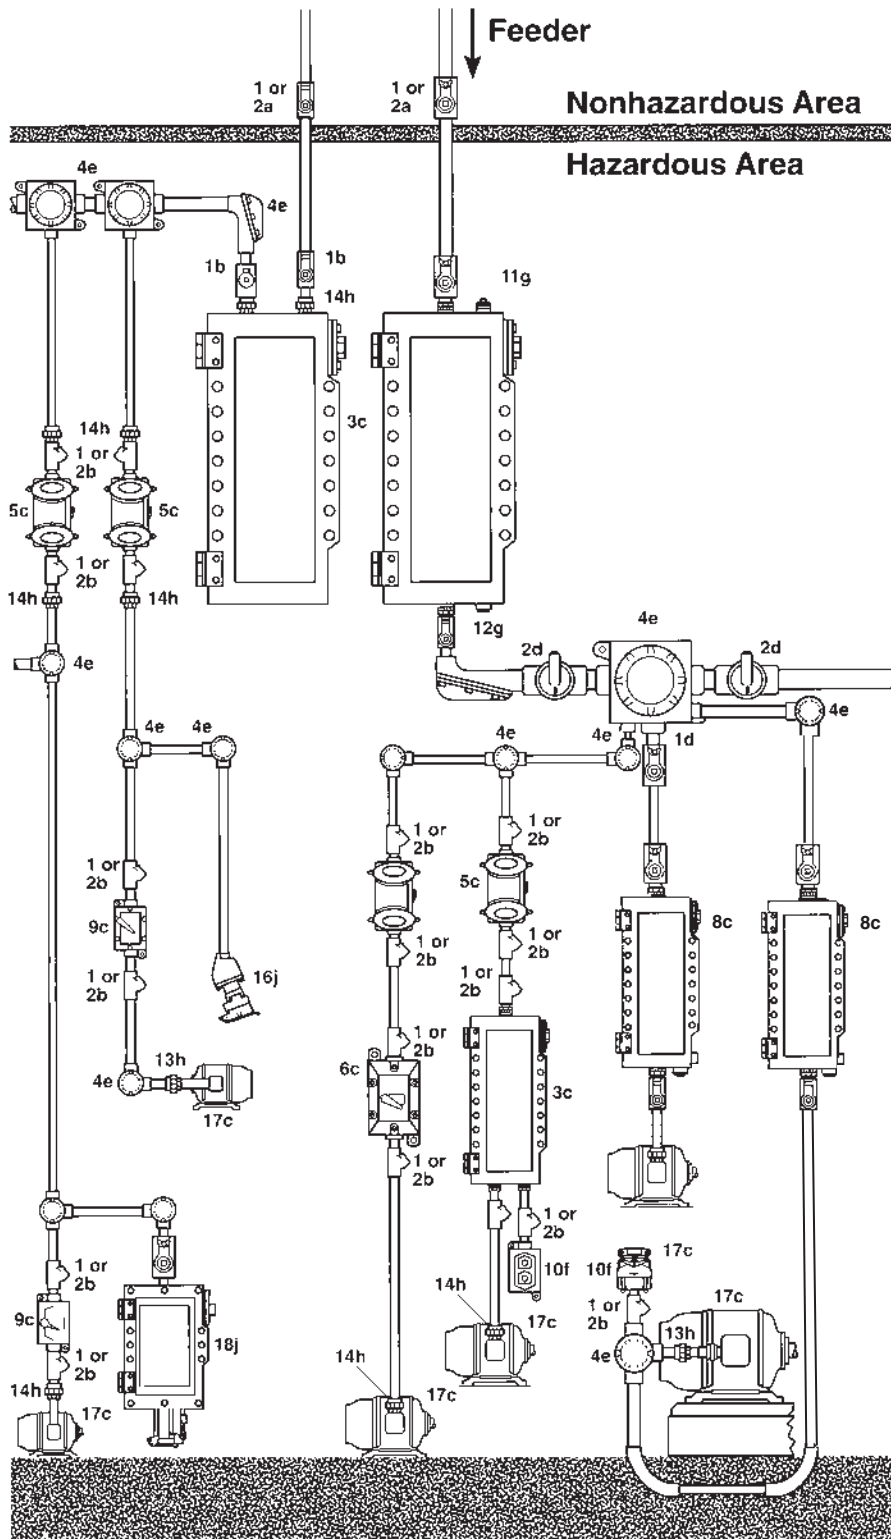 Feeder
1 or
2a
1 or
2a
Nonhazardous Area
Hazardous Area
4e
4e
1b
1b
11g
14h
3c
14h
1 or
2b
5c
5c
1 or
2b
14h
14h
4e
12g
4e
2d
2d
4e
4e
4e
4e
4e
1d
1 or
2b
1 or
2b
5c
1 or
2b
9c
8c
8c
1 or
2b
1 or
2b
1 or
2b
1 or
2b
16j
1 or
2b
6c
3c
13h
4e
17c
1 or
2b
1 or
2b
1 or
2b
10f
17c
10f
9c
18j
14h
17c
1 or
2b
17c
13h
4e
1 or
2b
14h
17c
14h
17c